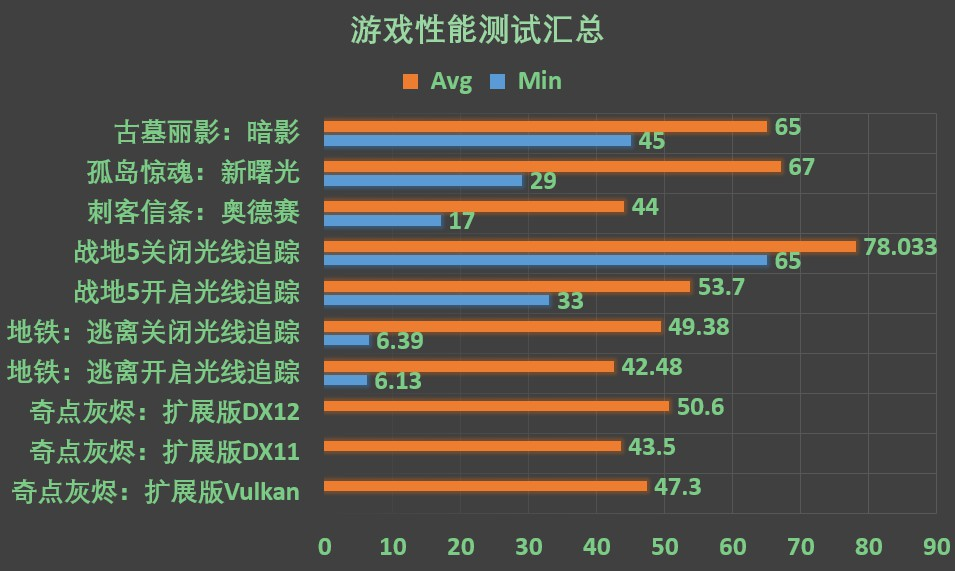 游戏性能测试汇总
Avg Min
古墓丽影：暗影 65
45
孤岛惊魂：新曙光 67
29
刺客信条：奥德赛 44
17
战地5关闭光线追踪 78.033
65
战地5开启光线追踪 53.7
33
地铁：逃离关闭光线追踪 49.38
6.39
地铁：逃离开启光线追踪 42.48
6.13
奇点灰烬：扩展版DX12 50.6
奇点灰烬：扩展版DX11 43.5
奇点灰烬：扩展版Vulkan 47.3
0 10 20 30 40 50 60 70 80 90